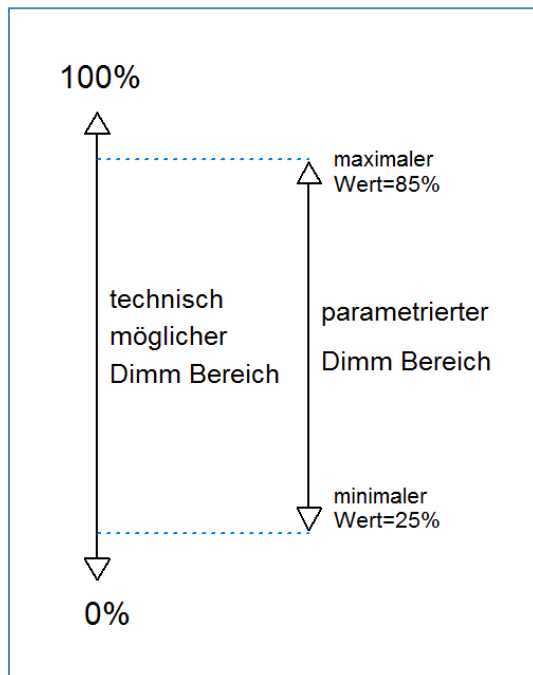 100%
maximaler
Wert=85%
technisch
möglicher
Dimm Bereich
parametrierter
Dimm Bereich
minimaler
Wert=25%
0%